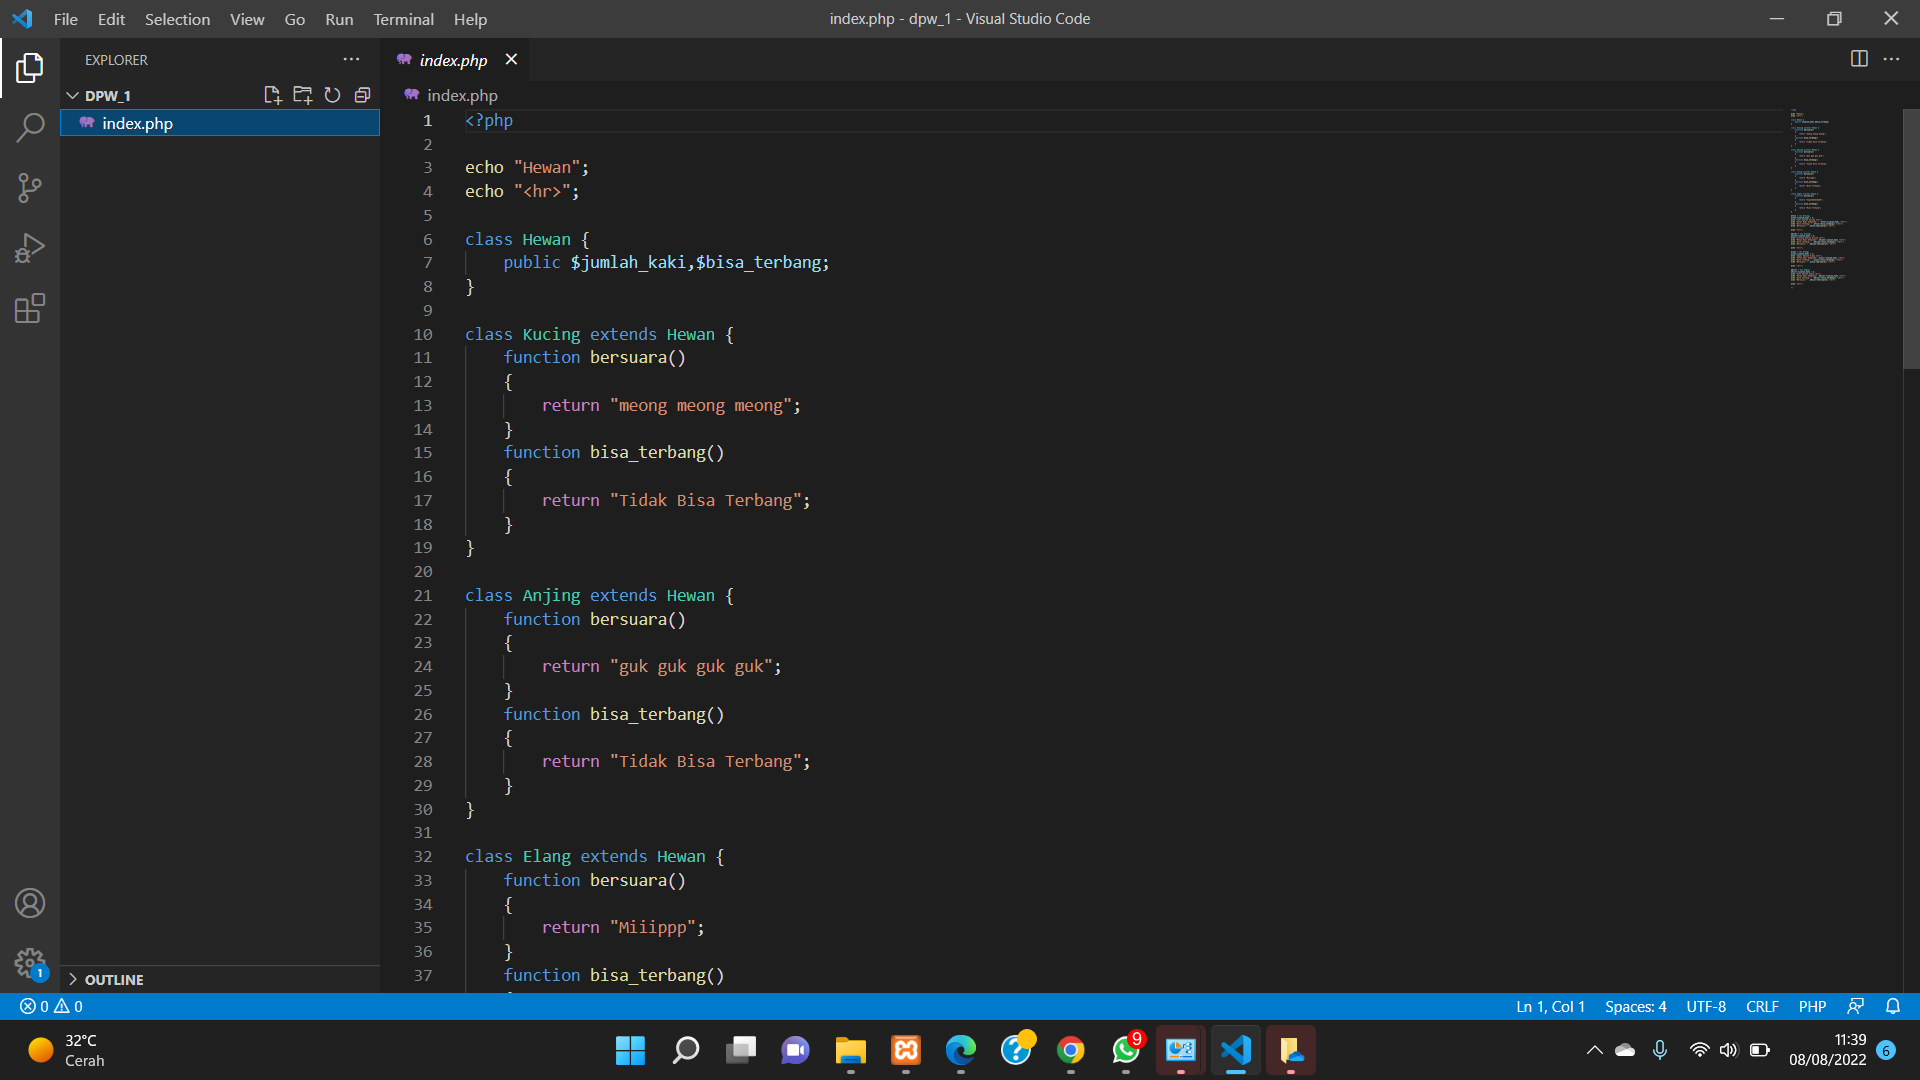 File Edit Selection View Go Run Terminal Help
index.php - dpw_1 - Visual Studio Code
EXPLORER
index.php
DPW_1
index.php
index.php
1 <?php
2
3 echo "Hewan";
4 echo "<hr>";
5
6 class Hewan {
7 public $jumlah_kaki,$bisa_terbang;
8 }
9
10 class Kucing extends Hewan {
11 function bersuara()
12 {
13 return "meong meong meong";
14 }
15 function bisa_terbang()
16 {
17 return "Tidak Bisa Terbang";
18 }
19 }
20
21 class Anjing extends Hewan {
22 function bersuara()
23 {
24 return "guk guk guk guk";
25 }
26 function bisa_terbang()
27 {
28 return "Tidak Bisa Terbang";
29 }
30 }
31
32 class Elang extends Hewan {
33 function bersuara()
34 {
35 return "Miiippp";
36 }
37 function bisa_terbang()
1
OUTLINE
0 0
Ln 1, Col 1 Spaces: 4 UTF-8 CRLF PHP
32°C
Cerah
9
11:39
08/08/2022
6